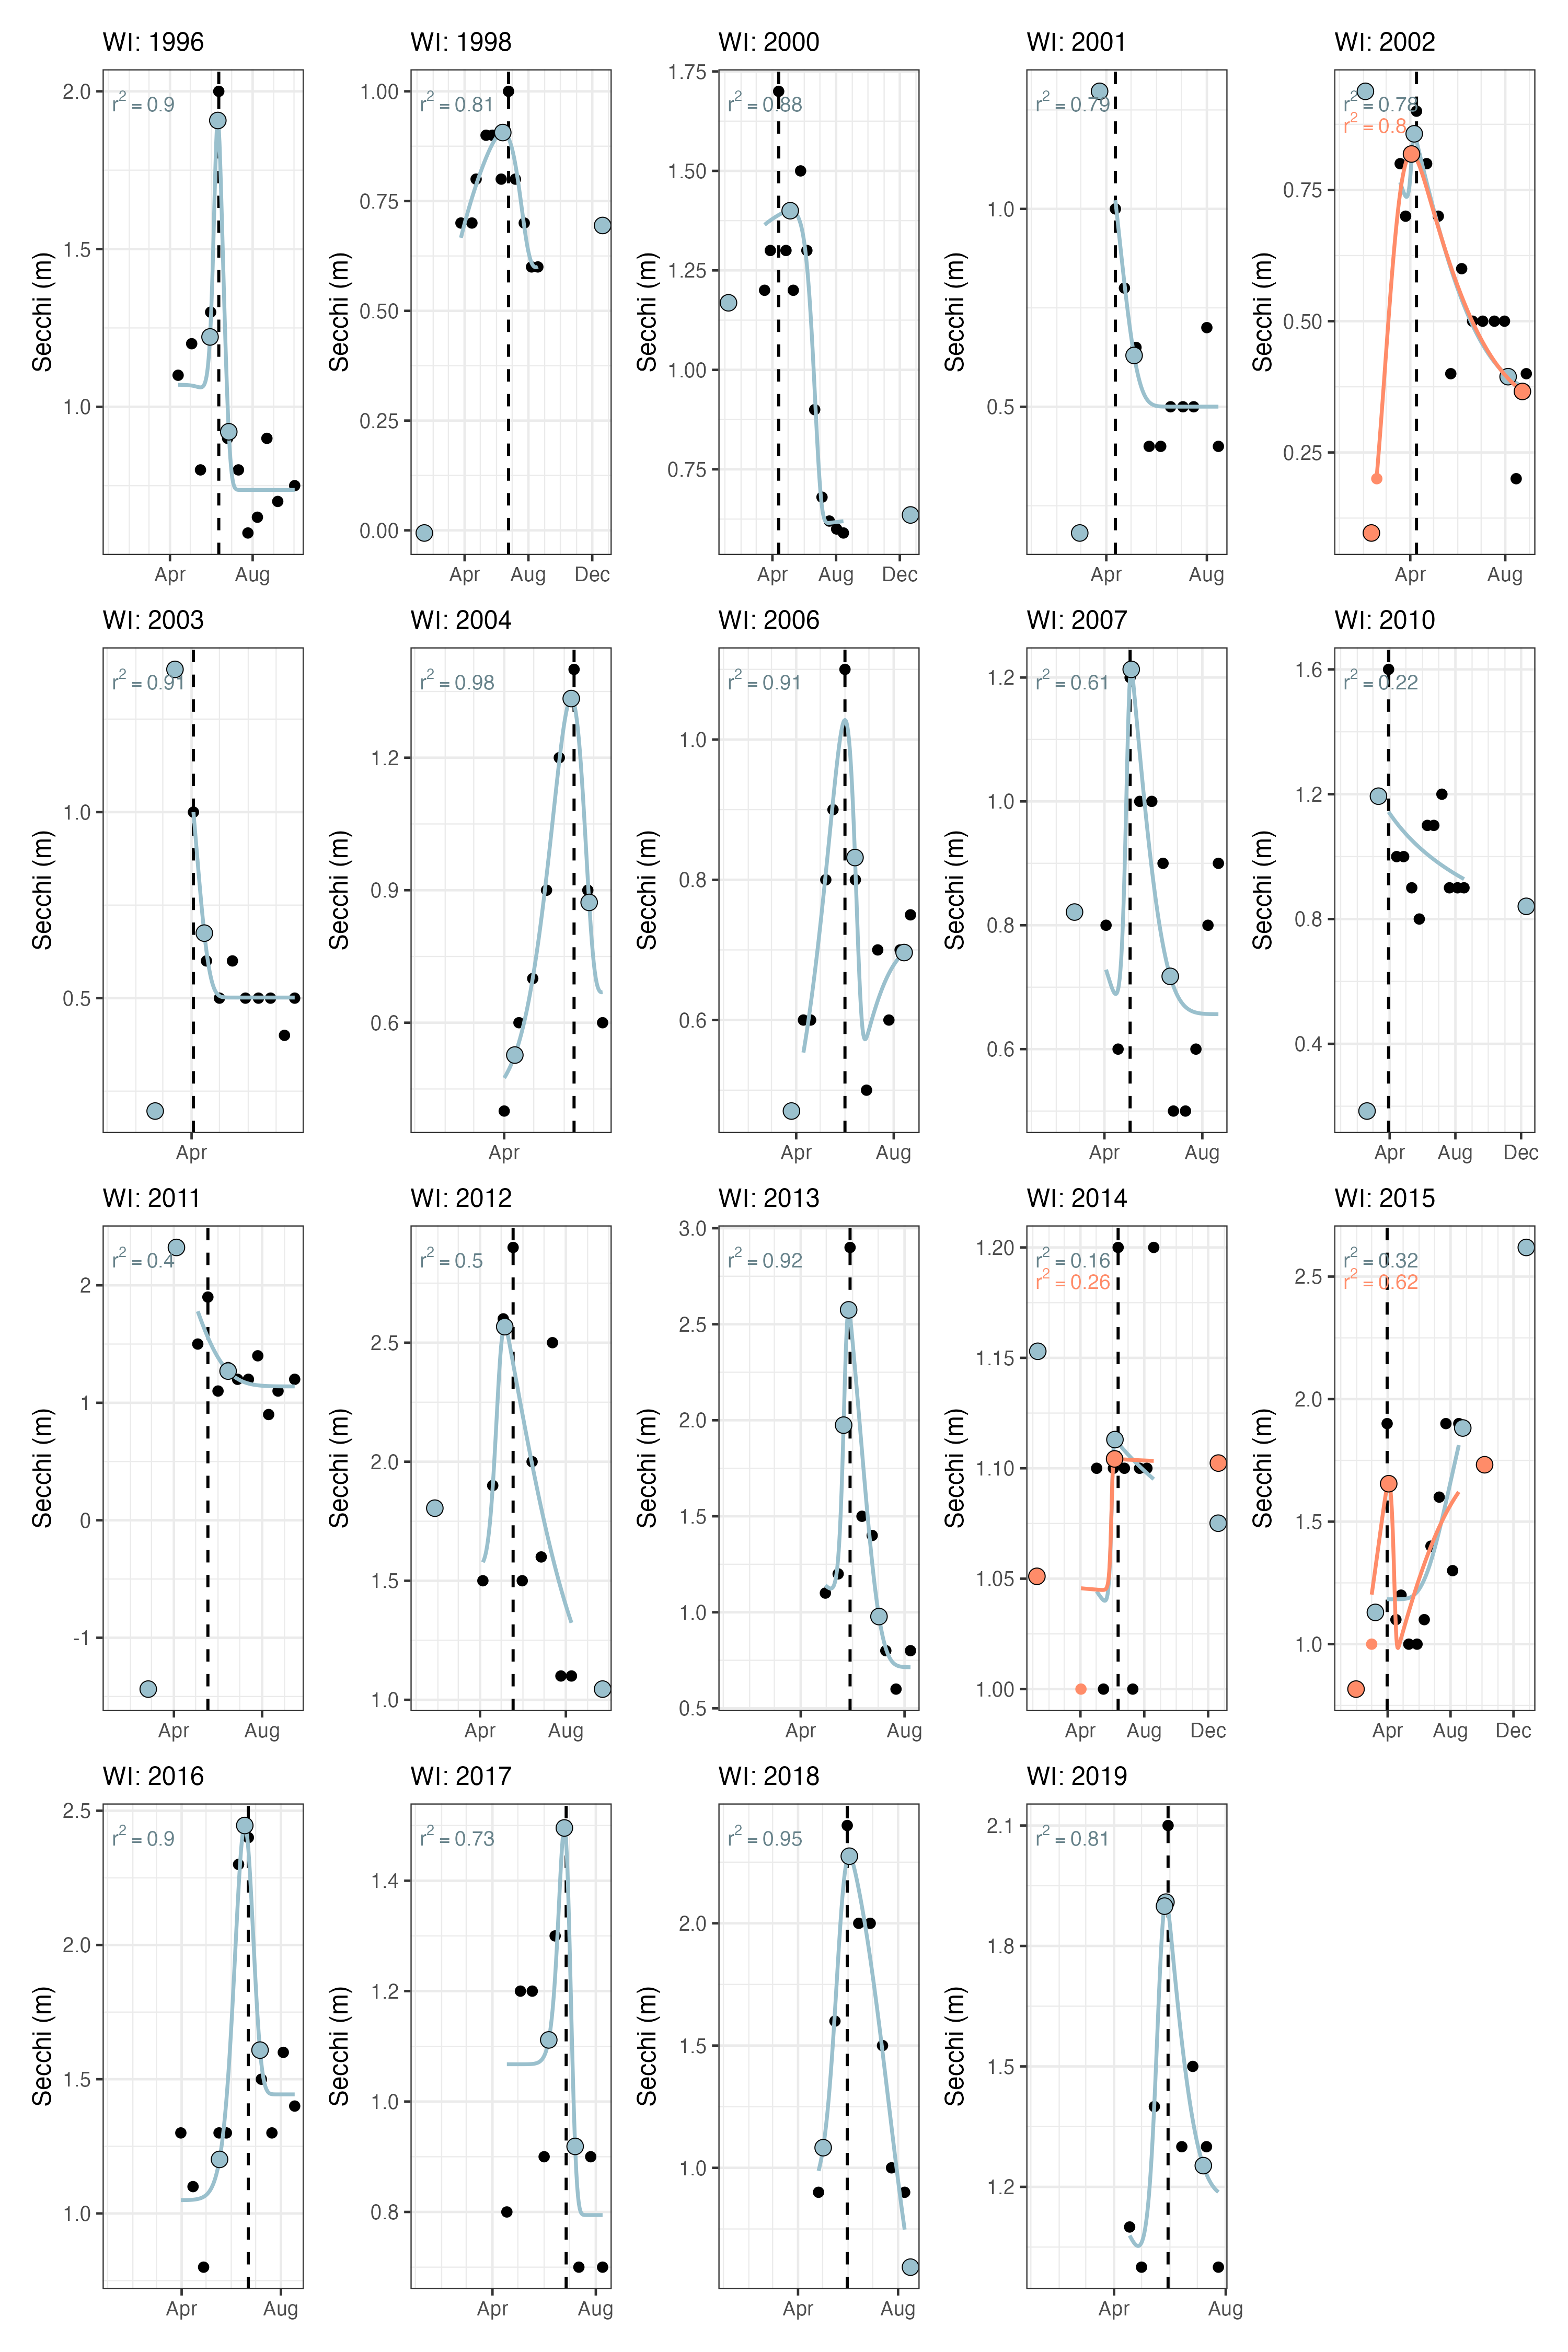 WI: 1996
r² = 0.9
Secchi (m)
2.0
1.5
1.0
Apr Aug
WI: 1998
r² = 0.81
Secchi (m)
1.00
0.75
0.50
0.25
0.00
Apr Aug Dec
WI: 2000
r² = 0.88
Secchi (m)
1.75
1.50
1.25
1.00
0.75
Apr Aug Dec
WI: 2001
r² = 0.79
Secchi (m)
1.0
0.5
Apr Aug
WI: 2002
r² = 0.78
r² = 0.8
Secchi (m)
0.75
0.50
0.25
Apr Aug
WI: 2003
r² = 0.91
Secchi (m)
1.0
0.5
Apr
WI: 2004
r² = 0.98
Secchi (m)
1.2
0.9
0.6
Apr
WI: 2006
r² = 0.91
Secchi (m)
1.0
0.8
0.6
Apr Aug
WI: 2007
r² = 0.61
Secchi (m)
1.2
1.0
0.8
0.6
Apr Aug
WI: 2010
r² = 0.22
Secchi (m)
1.6
1.2
0.8
0.4
Apr Aug Dec
WI: 2011
r² = 0.4
Secchi (m)
2
1
0
-1
Apr Aug
WI: 2012
r² = 0.5
Secchi (m)
2.5
2.0
1.5
1.0
Apr Aug
WI: 2013
r² = 0.92
Secchi (m)
3.0
2.5
2.0
1.5
1.0
0.5
Apr Aug
WI: 2014
r² = 0.16
r² = 0.26
Secchi (m)
1.20
1.15
1.10
1.05
1.00
Apr Aug Dec
WI: 2015
r² = 0.32
r² = 0.62
Secchi (m)
2.5
2.0
1.5
1.0
Apr Aug Dec
WI: 2016
r² = 0.9
Secchi (m)
2.5
2.0
1.5
1.0
Apr Aug
WI: 2017
r² = 0.73
Secchi (m)
1.4
1.2
1.0
0.8
Apr Aug
WI: 2018
r² = 0.95
Secchi (m)
2.0
1.5
1.0
Apr Aug
WI: 2019
r² = 0.81
Secchi (m)
2.1
1.8
1.5
1.2
Apr Aug